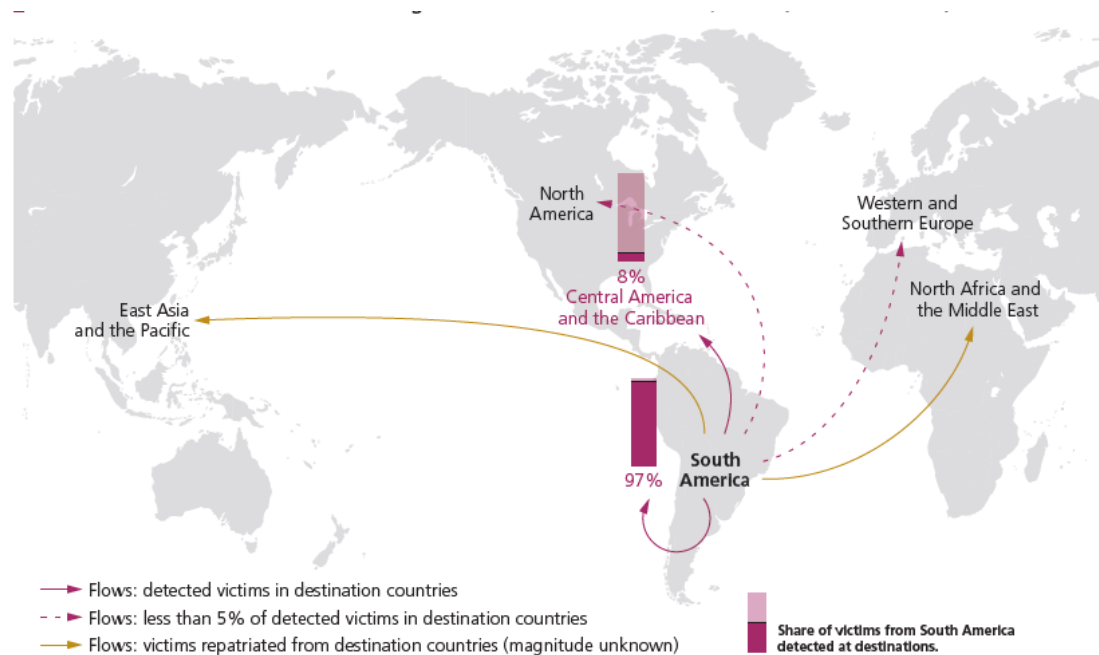 North
America
Western and
Southern Europe
8%
Central America
and the Caribbean
North Africa and
the Middle East
East Asia
and the Pacific
South
America
97%
Flows: detected victims in destination countries
Flows: less than 5% of detected victims in destination countries
Flows: victims repatriated from destination countries (magnitude unknown)
Share of victims from South America
detected at destinations.